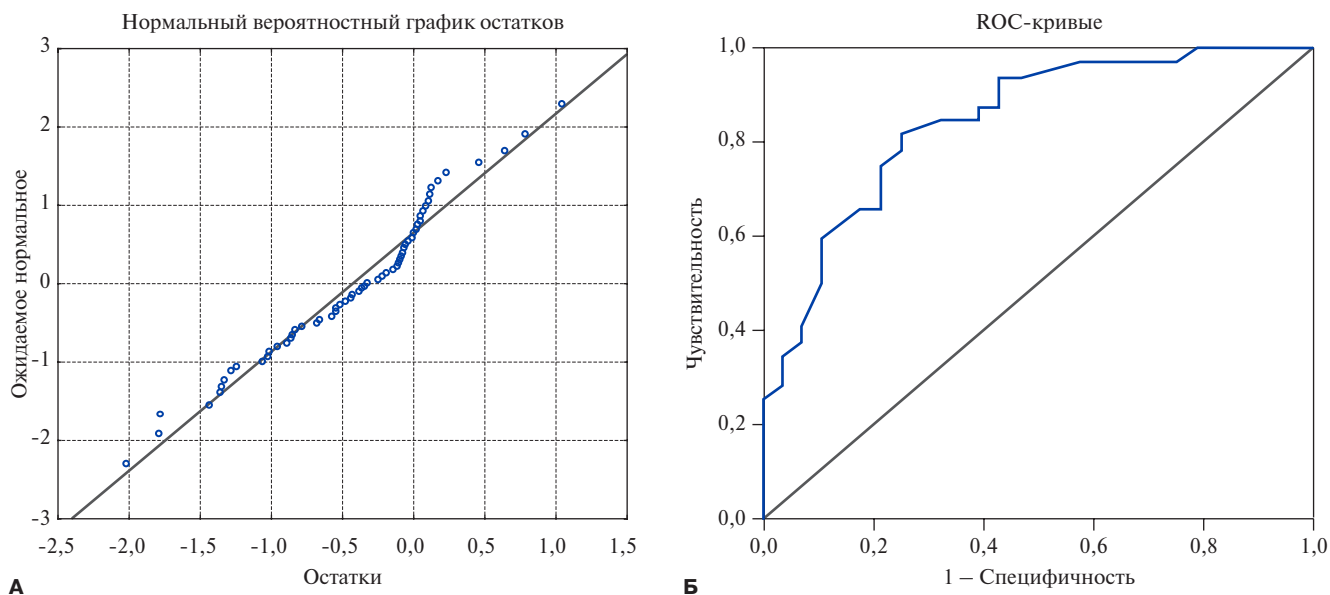 Нормальный вероятностный график остатков
Ожидаемое нормальное
3
2
1
0
-1
-2
-3
-2,5 -2,0 -1,5 -1,0 -0,5 0,0 0,5 1,0 1,5
Остатки
А
ROC-кривые
Чувствительность
1,0
0,8
0,6
0,4
0,2
0,0
0,0 0,2 0,4 0,6 0,8 1,0
1 – Специфичность
Б